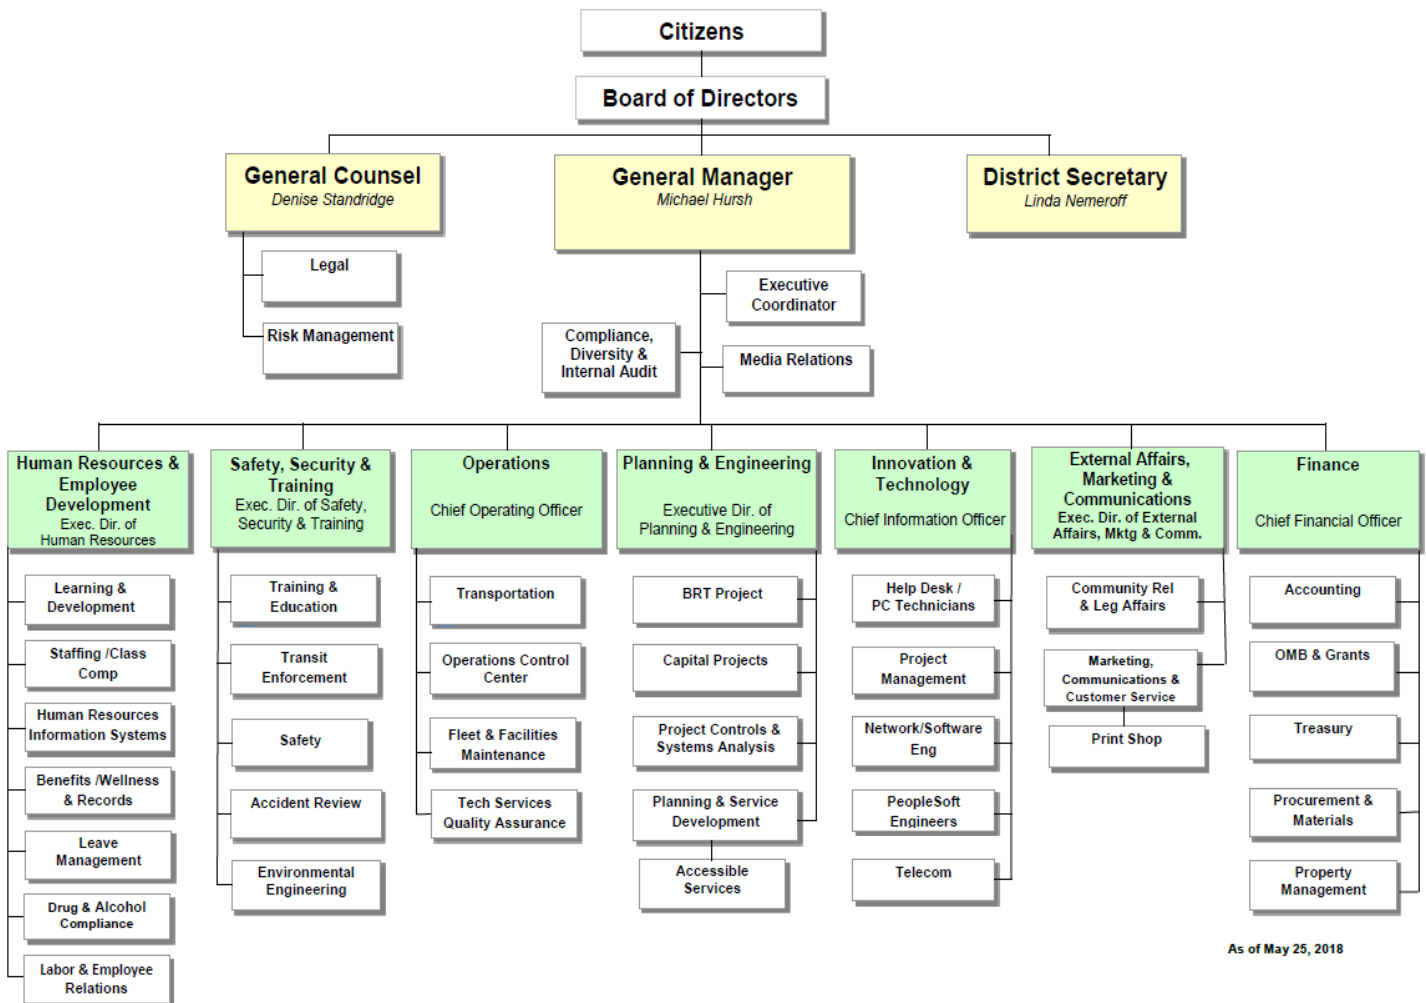 Citizens
Board of Directors
General Counsel
Denise Standridge
General Manager
Michael Hursh
District Secretary
Linda Nemeroff
Legal
Risk Management
Executive
Coordinator
Compliance,
Diversity &
Internal Audit
Media Relations
Human Resources &
Employee
Development
Exec. Dir. of
Human Resources
Learning &
Development
Staffing /Class
Comp
Human Resources
Information Systems
Benefits /Wellness
& Records
Leave
Management
Drug & Alcohol
Compliance
Labor & Employee
Relations
Safety, Security &
Training
Exec. Dir. of Safety,
Security & Training
Training &
Education
Transit
Enforcement
Safety
Accident Review
Environmental
Engineering
Operations
Chief Operating Officer
Transportation
Operations Control
Center
Fleet & Facilities
Maintenance
Tech Services
Quality Assurance
Planning & Engineering
Executive Dir. of
Planning & Engineering
BRT Project
Capital Projects
Project Controls &
Systems Analysis
Planning & Service
Development
Accessible
Services
Innovation &
Technology
Chief Information Officer
Help Desk /
PC Technicians
Project
Management
Network/Software
Eng
PeopleSoft
Engineers
Telecom
External Affairs,
Marketing &
Communications
Exec. Dir. of External
Affairs, Mktg & Comm.
Community Rel
& Leg Affairs
Marketing,
Communications &
Customer Service
Print Shop
Finance
Chief Financial Officer
Accounting
OMB & Grants
Treasury
Procurement &
Materials
Property
Management
As of May 25, 2018